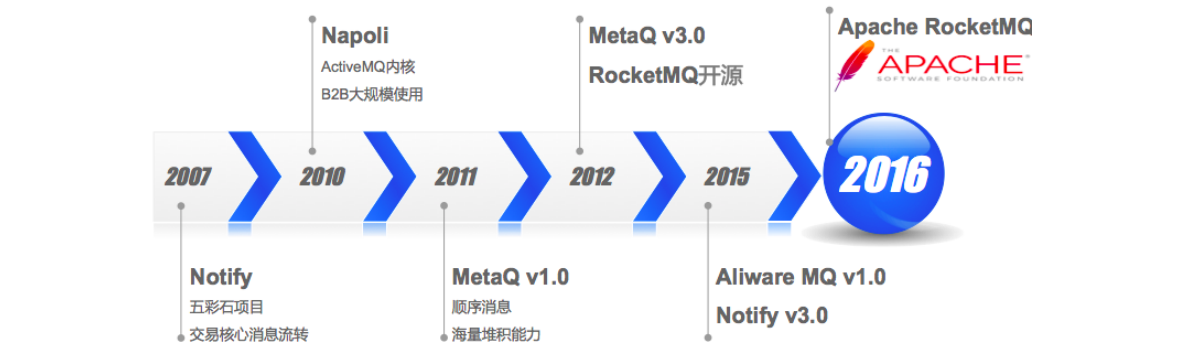 Napoli
ActiveMQ内核
B2B大规模使用
MetaQ v3.0
RocketMQ开源
Apache RocketMQ
THE
APACHE
SOFTWARE FOUNDATION
2007
2010
2011
2012
2015
2016
Notify
五彩石项目
交易核心消息流转
MetaQ v1.0
顺序消息
海量堆积能力
Aliware MQ v1.0
Notify v3.0